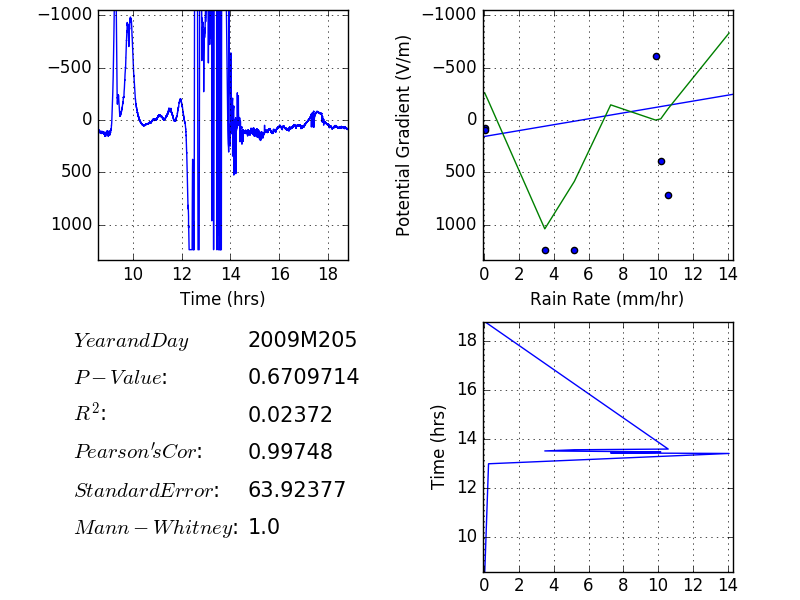 −1000
−500
0
500
1000
10 12 14 16 18
Time (hrs)
Potential Gradient (V/m)
−1000
−500
0
500
1000
0 2 4 6 8 10 12 14
Rain Rate (mm/hr)
YearandDay 2009M205
P−Value: 0.6709714
R²: 0.02372
Pearson'sCor: 0.99748
StandardError: 63.92377
Mann−Whitney: 1.0
Time (hrs)
18
16
14
12
10
0 2 4 6 8 10 12 14